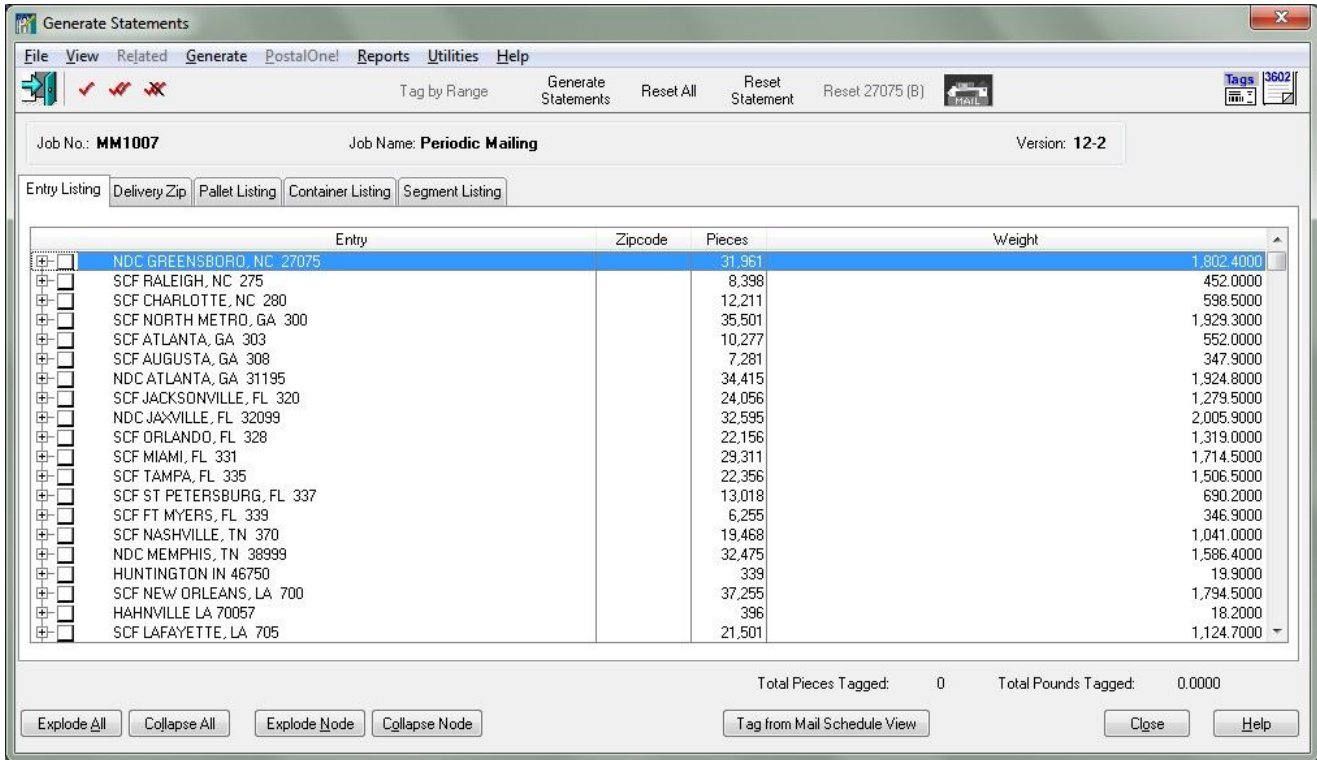 Generate Statements
File View Related Generate PostalOne! Reports Utilities Help
Tag by Range Generate Statements Reset All Reset Statement Reset 27075 (B) MAIL Tags 3602
Job No.: MM1007 Job Name: Periodic Mailing Version: 12-2
Entry Listing Delivery Zip Pallet Listing Container Listing Segment Listing
Entry Zipcode Pieces Weight
NDC GREENSBORO, NC 27075 31,961 1,802.4000
SCF RALEIGH, NC 275 8,398 452.0000
SCF CHARLOTTE, NC 280 12,211 598.5000
SCF NORTH METRO, GA 300 35,501 1,929.3000
SCF ATLANTA, GA 303 10,277 552.0000
SCF AUGUSTA, GA 308 7,281 347.9000
NDC ATLANTA, GA 31195 34,415 1,924.8000
SCF JACKSONVILLE, FL 320 24,056 1,279.5000
NDC JAXVILLE, FL 32099 32,595 2,005.9000
SCF ORLANDO, FL 328 22,156 1,319.0000
SCF MIAMI, FL 331 29,311 1,714.5000
SCF TAMPA, FL 335 22,356 1,506.5000
SCF ST PETERSBURG, FL 337 13,018 690.2000
SCF FT MYERS, FL 339 6,255 346.9000
SCF NASHVILLE, TN 370 19,468 1,041.0000
NDC MEMPHIS, TN 38999 32,475 1,586.4000
HUNTINGTON IN 46750 339 19.9000
SCF NEW ORLEANS, LA 700 37,255 1,794.5000
HAHNVILLE LA 70057 396 18.2000
SCF LAFAYETTE, LA 705 21,501 1,124.7000
Total Pieces Tagged: 0 Total Pounds Tagged: 0.0000
Explode All Collapse All Explode Node Collapse Node Tag from Mail Schedule View Close Help